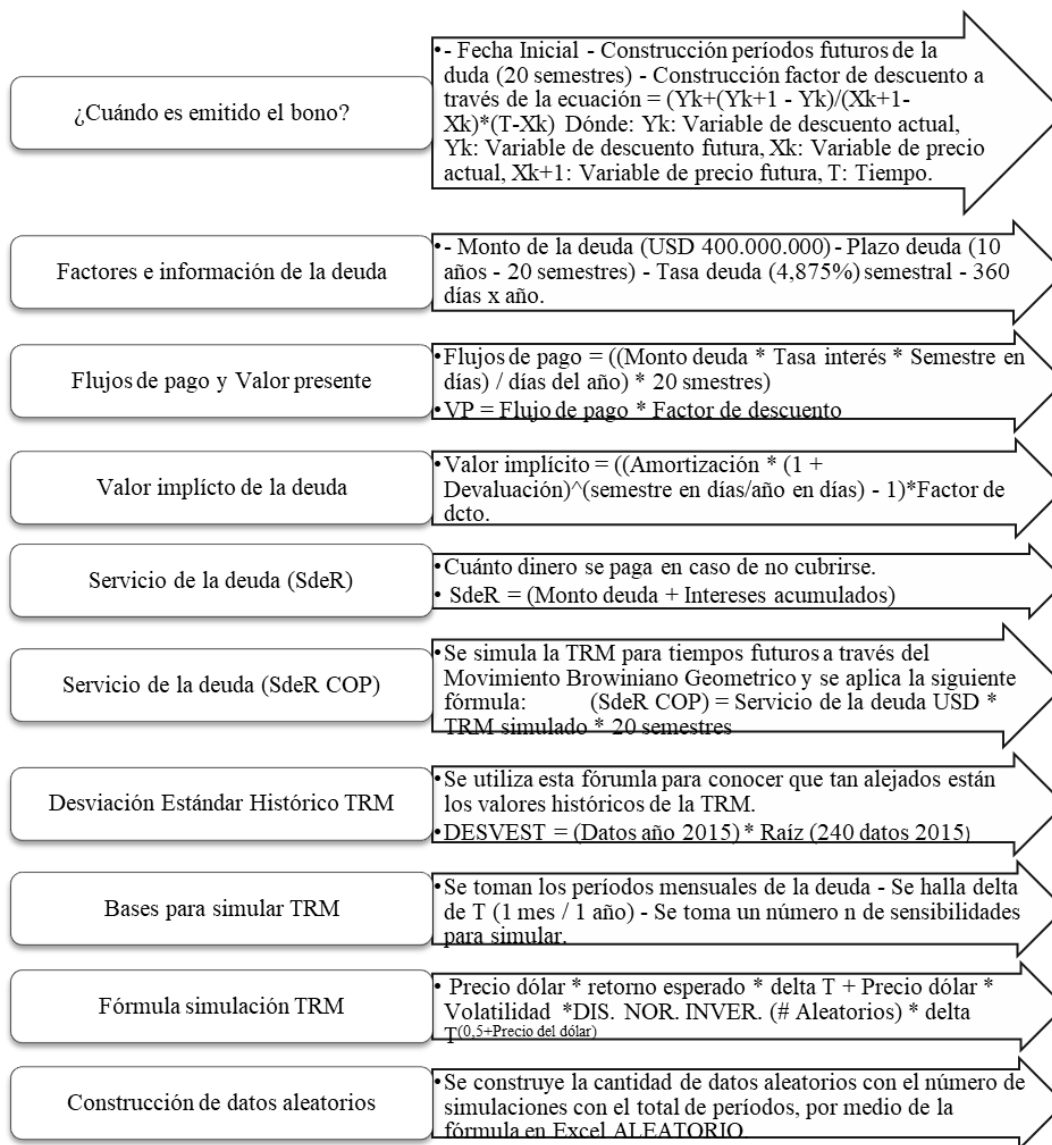 ¿Cuándo es emitido el bono?
•- Fecha Inicial - Construcción períodos futuros de la
duda (20 semestres) - Construcción factor de descuento a
través de la ecuación = (Yk+(Yk+1 - Yk)/(Xk+1-
Xk)*(T-Xk) Dónde: Yk: Variable de descuento actual,
Yk: Variable de descuento futura, Xk: Variable de precio
actual, Xk+1: Variable de precio futura, T: Tiempo.
Factores e información de la deuda
•- Monto de la deuda (USD 400.000.000) - Plazo deuda (10
años - 20 semestres) - Tasa deuda (4,875%) semestral - 360
días x año.
Flujos de pago y Valor presente
•Flujos de pago = ((Monto deuda * Tasa interés * Semestre en
días) / días del año) * 20 smestres)
•VP = Flujo de pago * Factor de descuento
Valor implícto de la deuda
•Valor implícito = ((Amortización * (1 +
Devaluación)^(semestre en días/año en días) - 1)*Factor de
dcto.
Servicio de la deuda (SdeR)
•Cuánto dinero se paga en caso de no cubrirse.
• SdeR = (Monto deuda + Intereses acumulados)
Servicio de la deuda (SdeR COP)
•Se simula la TRM para tiempos futuros a través del
Movimiento Browiniano Geometrico y se aplica la siguiente
fórmula: (SdeR COP) = Servicio de la deuda USD *
TRM simulado * 20 semestres
Desviación Estándar Histórico TRM
•Se utiliza esta fórumla para conocer que tan alejados están
los valores históricos de la TRM.
•DESVEST = (Datos año 2015) * Raíz (240 datos 2015)
Bases para simular TRM
•Se toman los períodos mensuales de la deuda - Se halla delta
de T (1 mes / 1 año) - Se toma un número n de sensibilidades
para simular.
Fórmula simulación TRM
• Precio dólar * retorno esperado * delta T + Precio dólar *
Volatilidad *DIS. NOR. INVER. (# Aleatorios) * delta
T^(0,5+Precio del dólar)
Construcción de datos aleatorios
•Se construye la cantidad de datos aleatorios con el número de
simulaciones con el total de períodos, por medio de la
fórmula en Excel ALEATORIO.